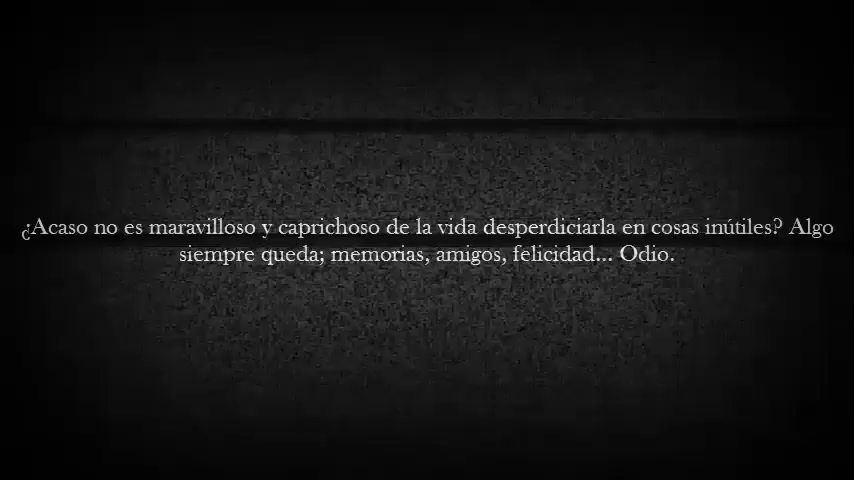 ¿Acaso no es maravilloso y caprichoso de la vida desperdiciarla en cosas inútiles? Algo
siempre queda; memorias, amigos, felicidad... Odio.